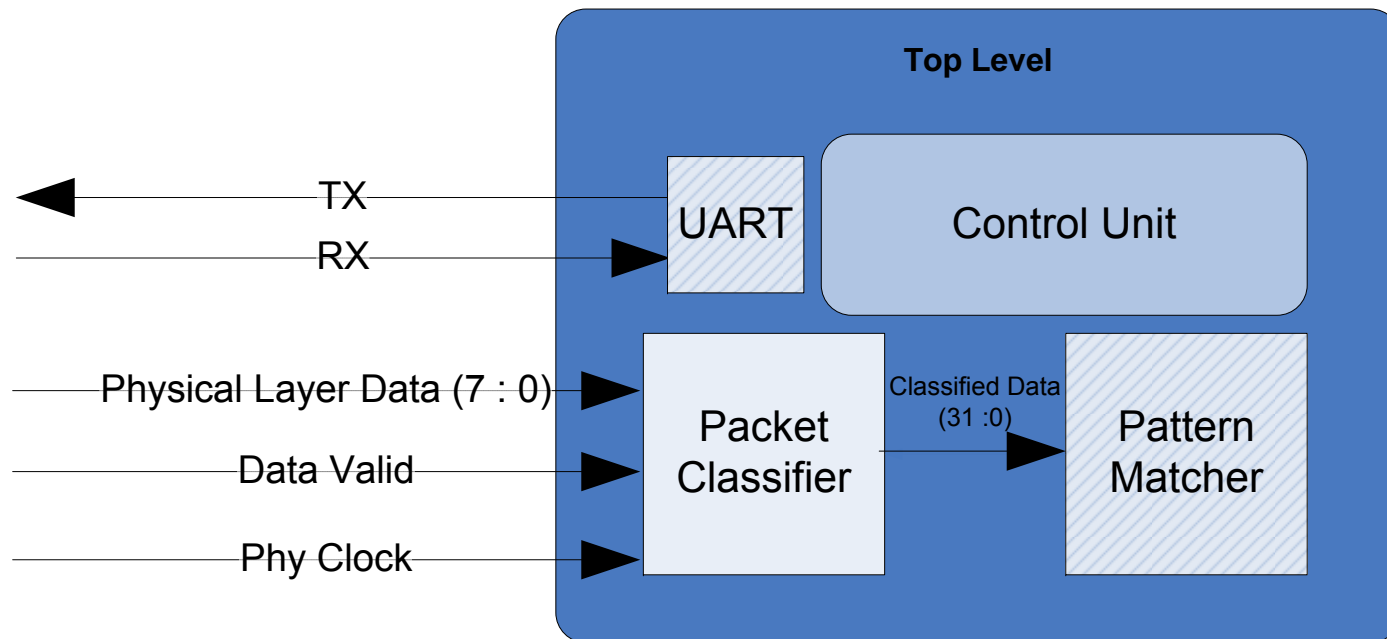 Top Level
TX
RX
UART
Control Unit
Physical Layer Data (7 : 0)
Data Valid
Phy Clock
Packet
Classifier
Classified Data
(31 :0)
Pattern
Matcher